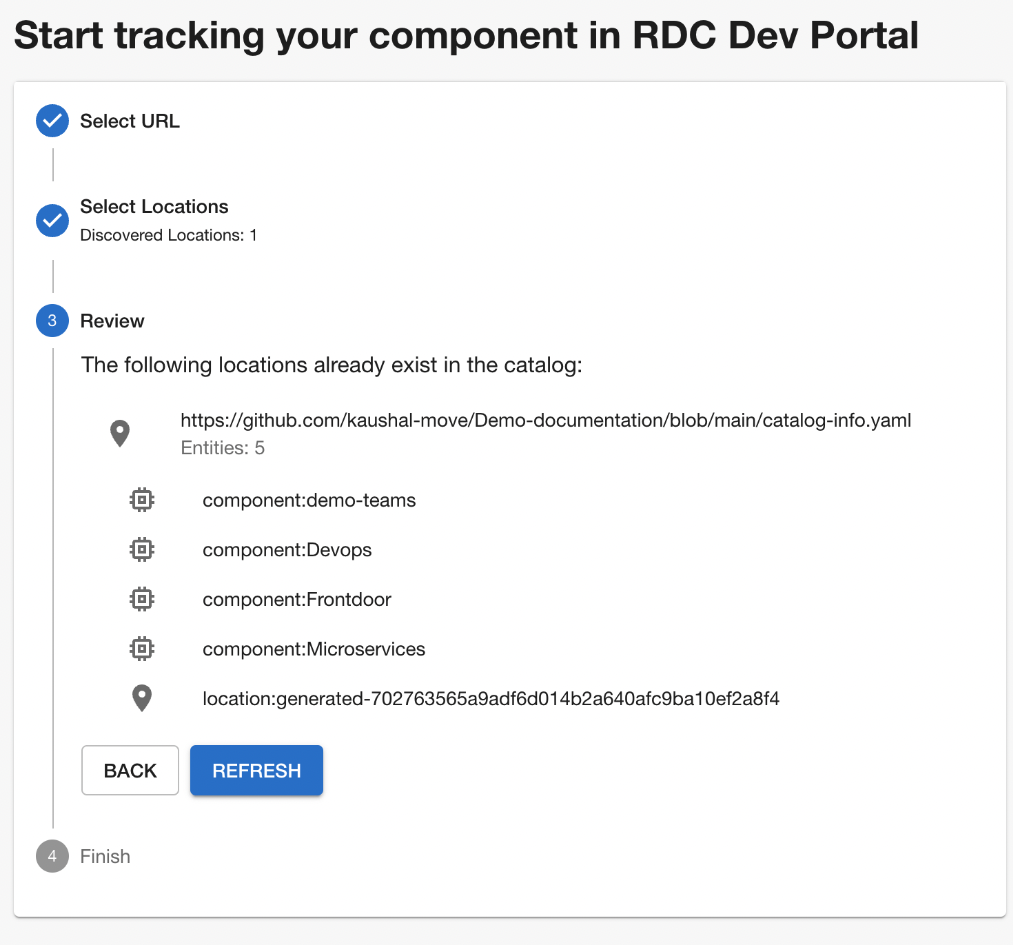 Start tracking your component in RDC Dev Portal
Select URL
Select Locations
Discovered Locations: 1
3 Review
The following locations already exist in the catalog:
https://github.com/kaushal-move/Demo-documentation/blob/main/catalog-info.yaml
Entities: 5
component:demo-teams
component:Devops
component:Frontdoor
component:Microservices
location:generated-702763565a9adf6d014b2a640afc9ba10ef2a8f4
BACK REFRESH
4 Finish